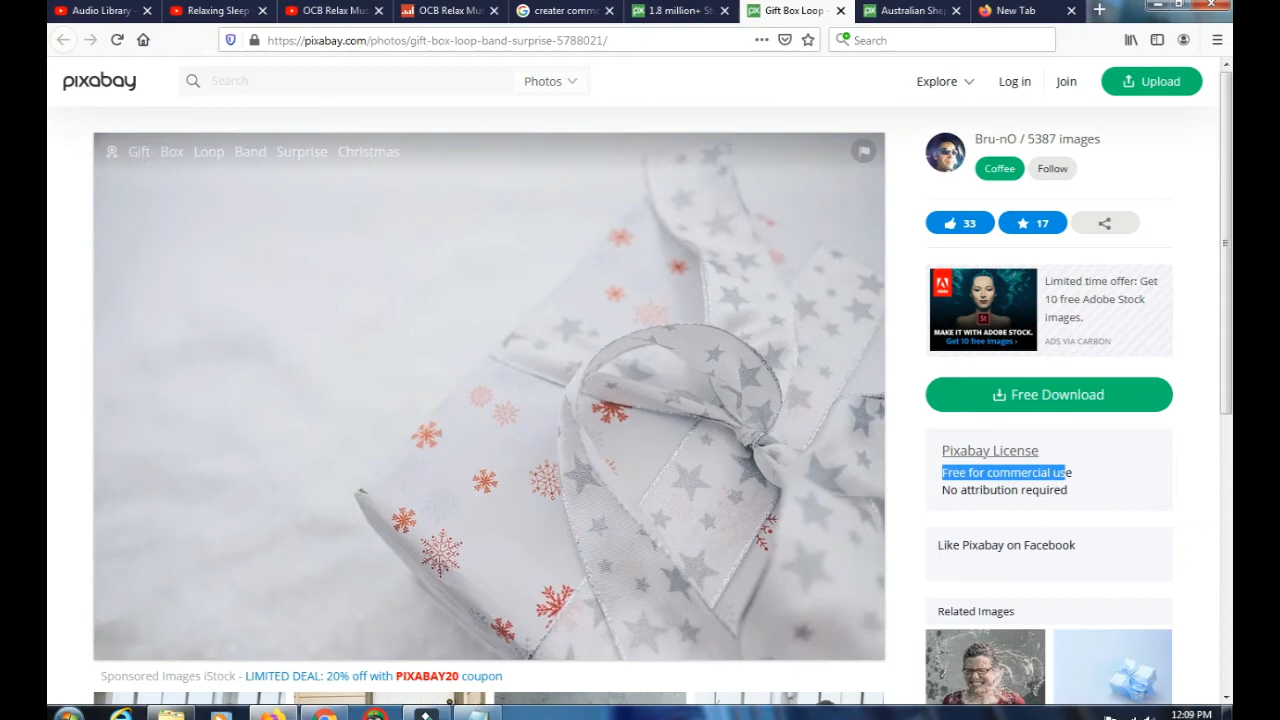 Audio Library -
Relaxing Sleep
OCB Relax Mus
OCB Relax Mus
creater commo
1.8 million+ St
Gift Box Loop -
Australian Shep
New Tab
https://pixabay.com/photos/gift-box-loop-band-surprise-5788021/
Search
pixabay
Search
Photos
Explore
Log in
Join
Upload
Gift Box Loop Band Surprise Christmas
Bru-nO / 5387 images
Coffee
Follow
33
17
Limited time offer: Get
10 free Adobe Stock
images.
MAKE IT WITH ADOBE STOCK.
Get 10 free images ›
St
ADS VIA CARBON
Free Download
Pixabay License
Free for commercial use
No attribution required
Like Pixabay on Facebook
Related Images
Sponsored Images iStock - LIMITED DEAL: 20% off with PIXABAY20 coupon
12:09 PM